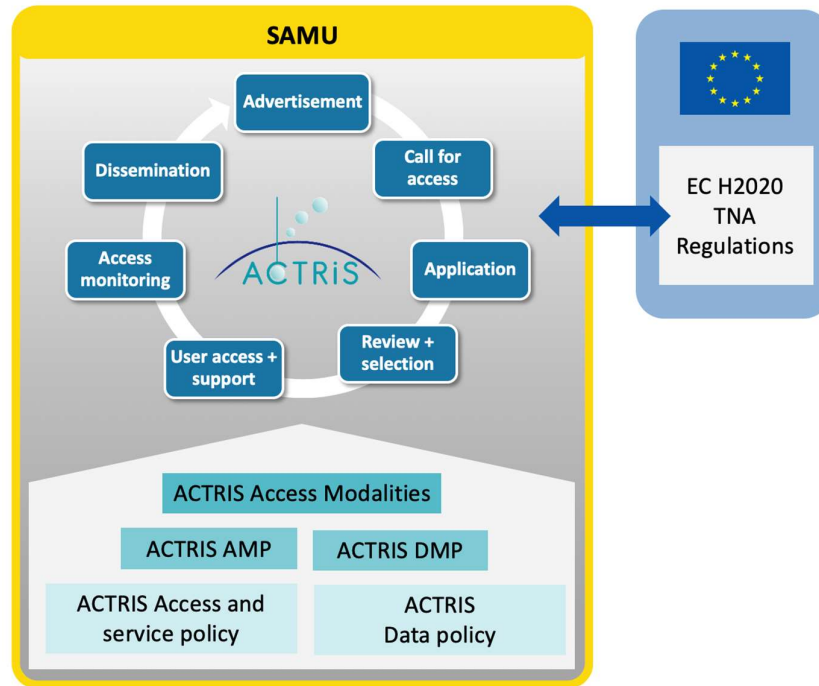 SAMU
Advertisement
Call for
access
Application
Review +
selection
User access +
support
Access
monitoring
Dissemination
ACTRiS
EC H2020
TNA
Regulations
ACTRIS Access Modalities
ACTRIS AMP
ACTRIS DMP
ACTRIS Access and
service policy
ACTRIS
Data policy